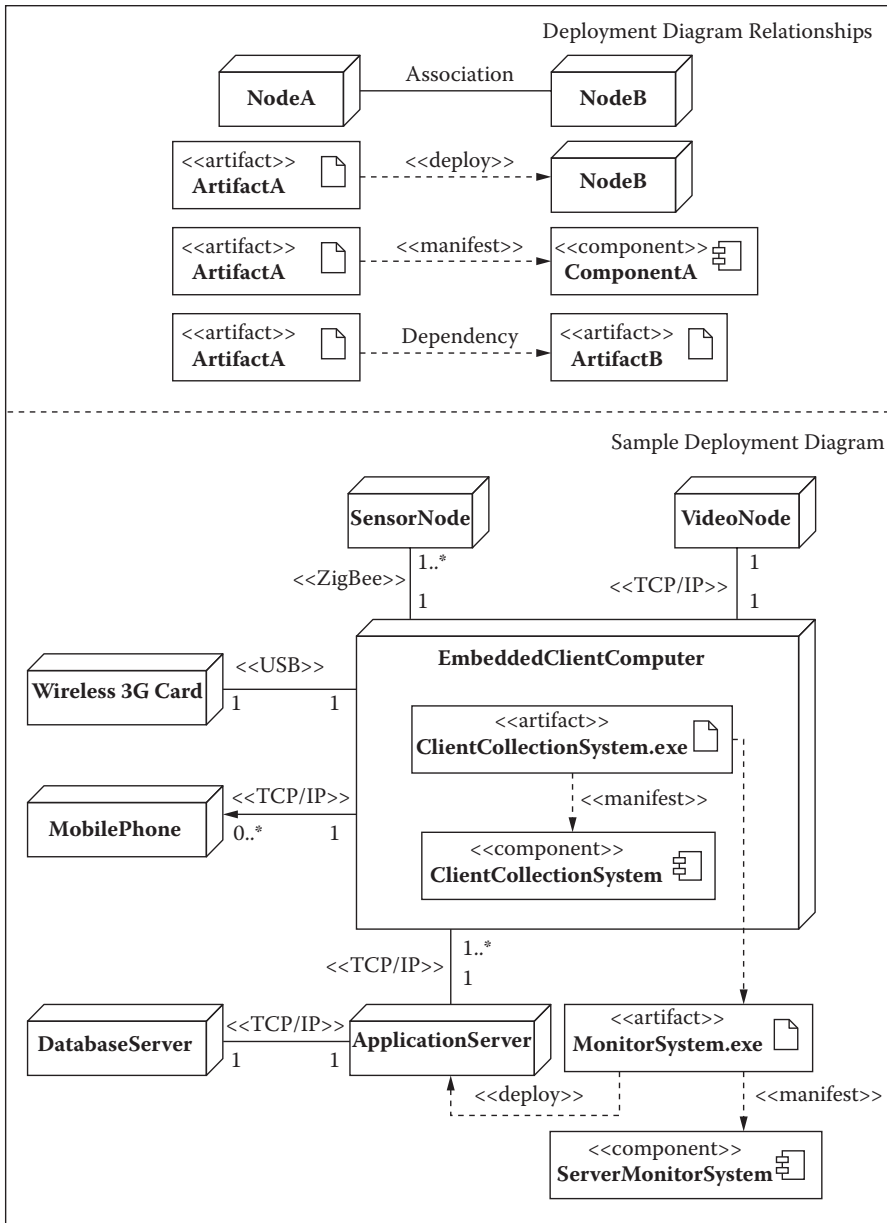 Deployment Diagram Relationships
Association
NodeA
NodeB
<<artifact>>
ArtifactA
<<deploy>>
NodeB
<<artifact>>
ArtifactA
<<manifest>>
<<component>>
ComponentA
<<artifact>>
ArtifactA
Dependency
<<artifact>>
ArtifactB
Sample Deployment Diagram
SensorNode
VideoNode
1..*
<<ZigBee>>
1
1
<<TCP/IP>>
1
EmbeddedClientComputer
<<USB>>
Wireless 3G Card
1
1
<<artifact>>
ClientCollectionSystem.exe
<<manifest>>
<<TCP/IP>>
MobilePhone
0..*
1
<<component>>
ClientCollectionSystem
1..*
<<TCP/IP>>
1
<<TCP/IP>>
DatabaseServer
1
1
ApplicationServer
<<artifact>>
MonitorSystem.exe
<<deploy>>
<<manifest>>
<<component>>
ServerMonitorSystem